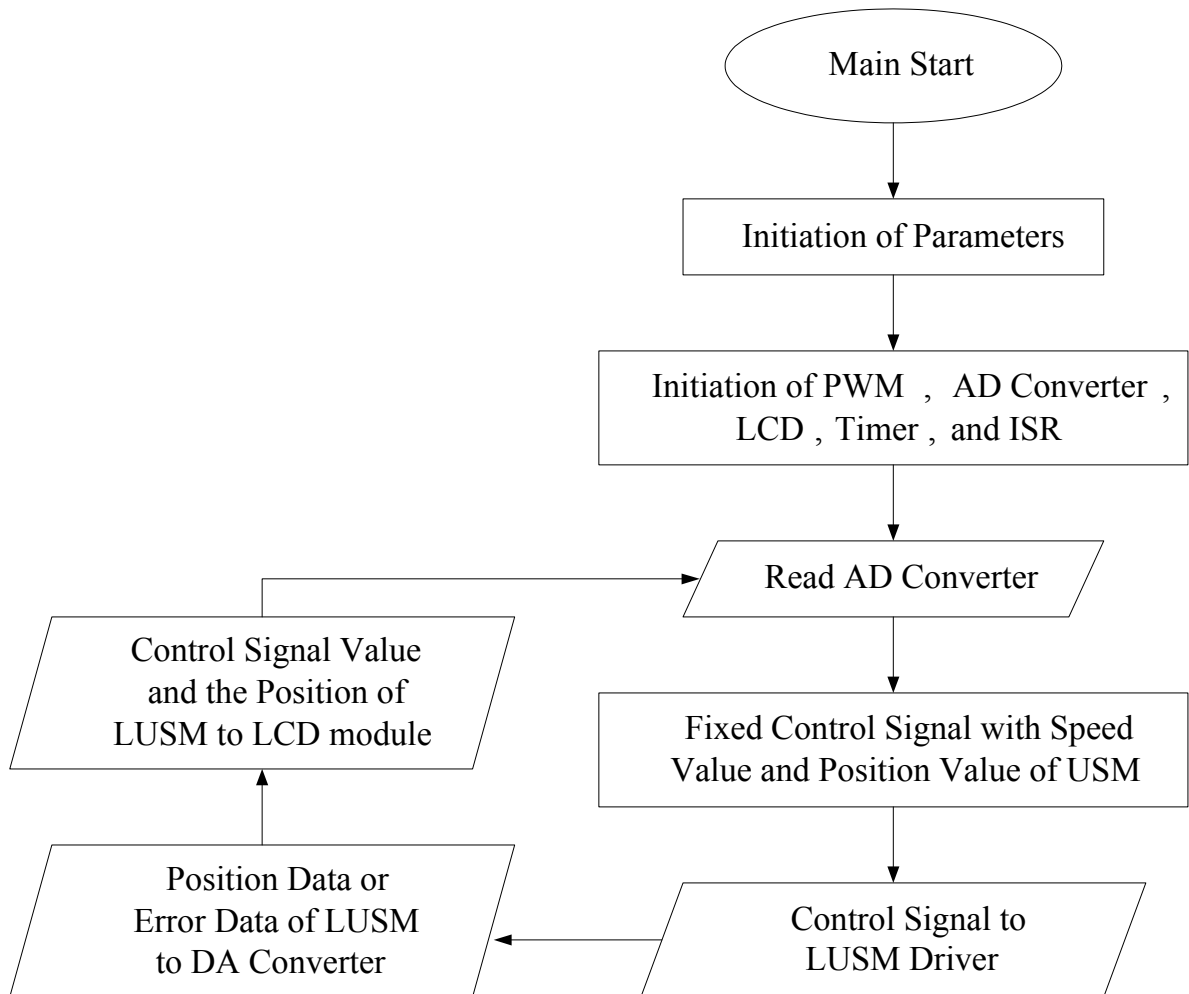 Main Start
Initiation of Parameters
Initiation of PWM , AD Converter ,
LCD , Timer , and ISR
Read AD Converter
Fixed Control Signal with Speed
Value and Position Value of USM
Control Signal to
LUSM Driver
Position Data or
Error Data of LUSM
to DA Converter
Control Signal Value
and the Position of
LUSM to LCD module